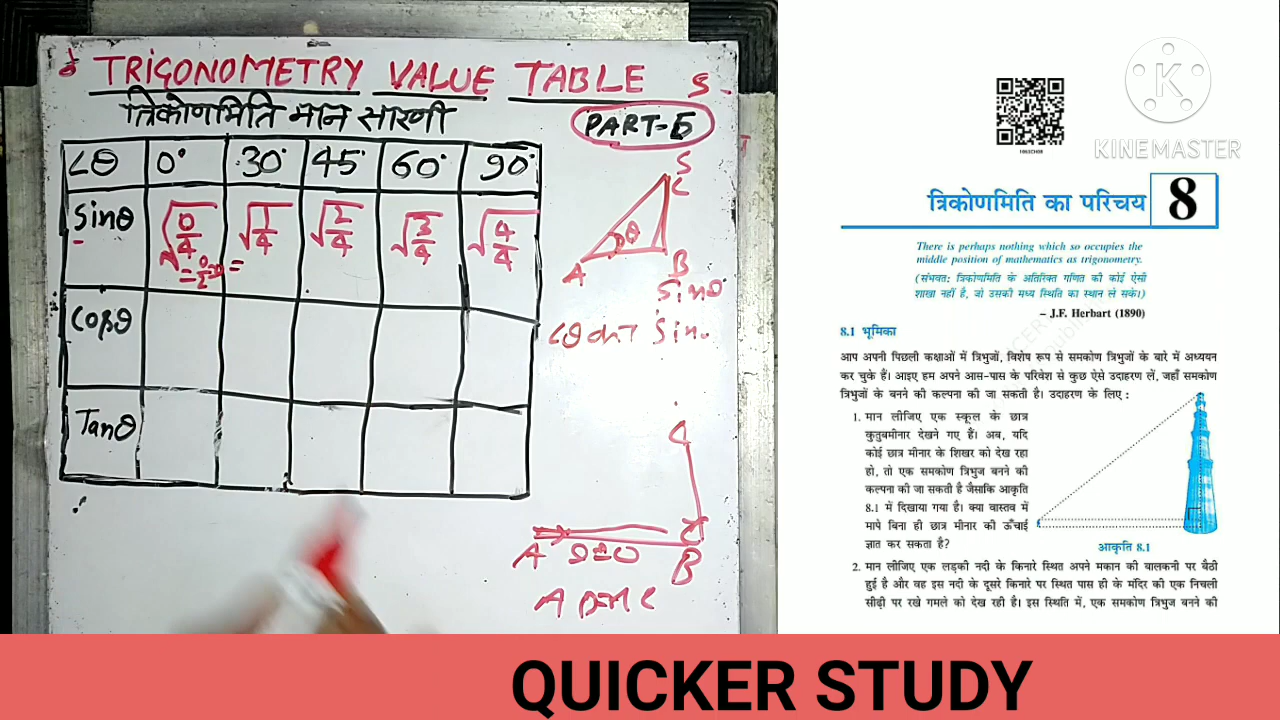 TRIGONOMETRY VALUE TABLE S
त्रिकोणमिति मान सारणी
PART-5
∠θ 0° 30° 45° 60° 90°
Sinθ √0/4 √1/4 √2/4 √3/4 √4/4
= 0/2 =
Cosθ
Tanθ
S
C
θ
A B
Sinθ
∠θ Sin
C
A B
KINEMASTER
1063CH08
त्रिकोणमिति का परिचय 8
There is perhaps nothing which so occupies the
middle position of mathematics as trigonometry.
(संभवत: त्रिकोणमिति के अतिरिक्त गणित की कोई ऐसी
शाखा नहीं है, जो उसकी मध्य स्थिति का स्थान ले सके।)
– J.F. Herbart (1890)
8.1 भूमिका
आप अपनी पिछली कक्षाओं में त्रिभुजों, विशेष रूप से समकोण त्रिभुजों के बारे में अध्ययन
कर चुके हैं। आइए हम अपने आस-पास के परिवेश से कुछ ऐसे उदाहरण लें, जहाँ समकोण
त्रिभुजों के बनने की कल्पना की जा सकती है। उदाहरण के लिए :
1. मान लीजिए एक स्कूल के छात्र
कुतुबमीनार देखने गए हैं। अब, यदि
कोई छात्र मीनार के शिखर को देख रहा
हो, तो एक समकोण त्रिभुज बनने की
कल्पना की जा सकती है जैसाकि आकृति
8.1 में दिखाया गया है। क्या वास्तव में
मापे बिना ही छात्र मीनार की ऊँचाई
ज्ञात कर सकता है?
आकृति 8.1
2. मान लीजिए एक लड़की नदी के किनारे स्थित अपने मकान की बालकनी पर बैठी
हुई है और वह इस नदी के दूसरे किनारे पर स्थित पास ही के मंदिर की एक निचली
सीढ़ी पर रखे गमले को देख रही है। इस स्थिति में, एक समकोण त्रिभुज बनने की
QUICKER STUDY